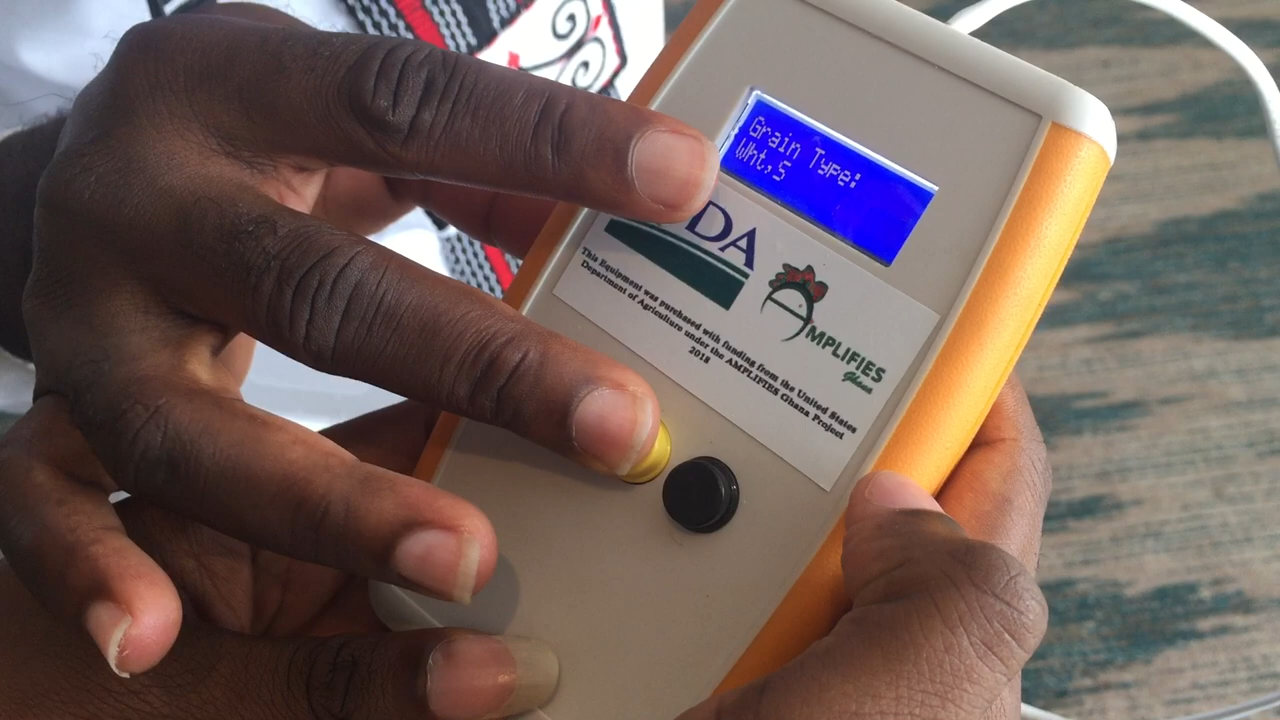 Grain Type:
Wht,S
DA
AMPLIFIES
Ghana
This Equipment was purchased with funding from the United States
Department of Agriculture under the AMPLIFIES Ghana Project
2018